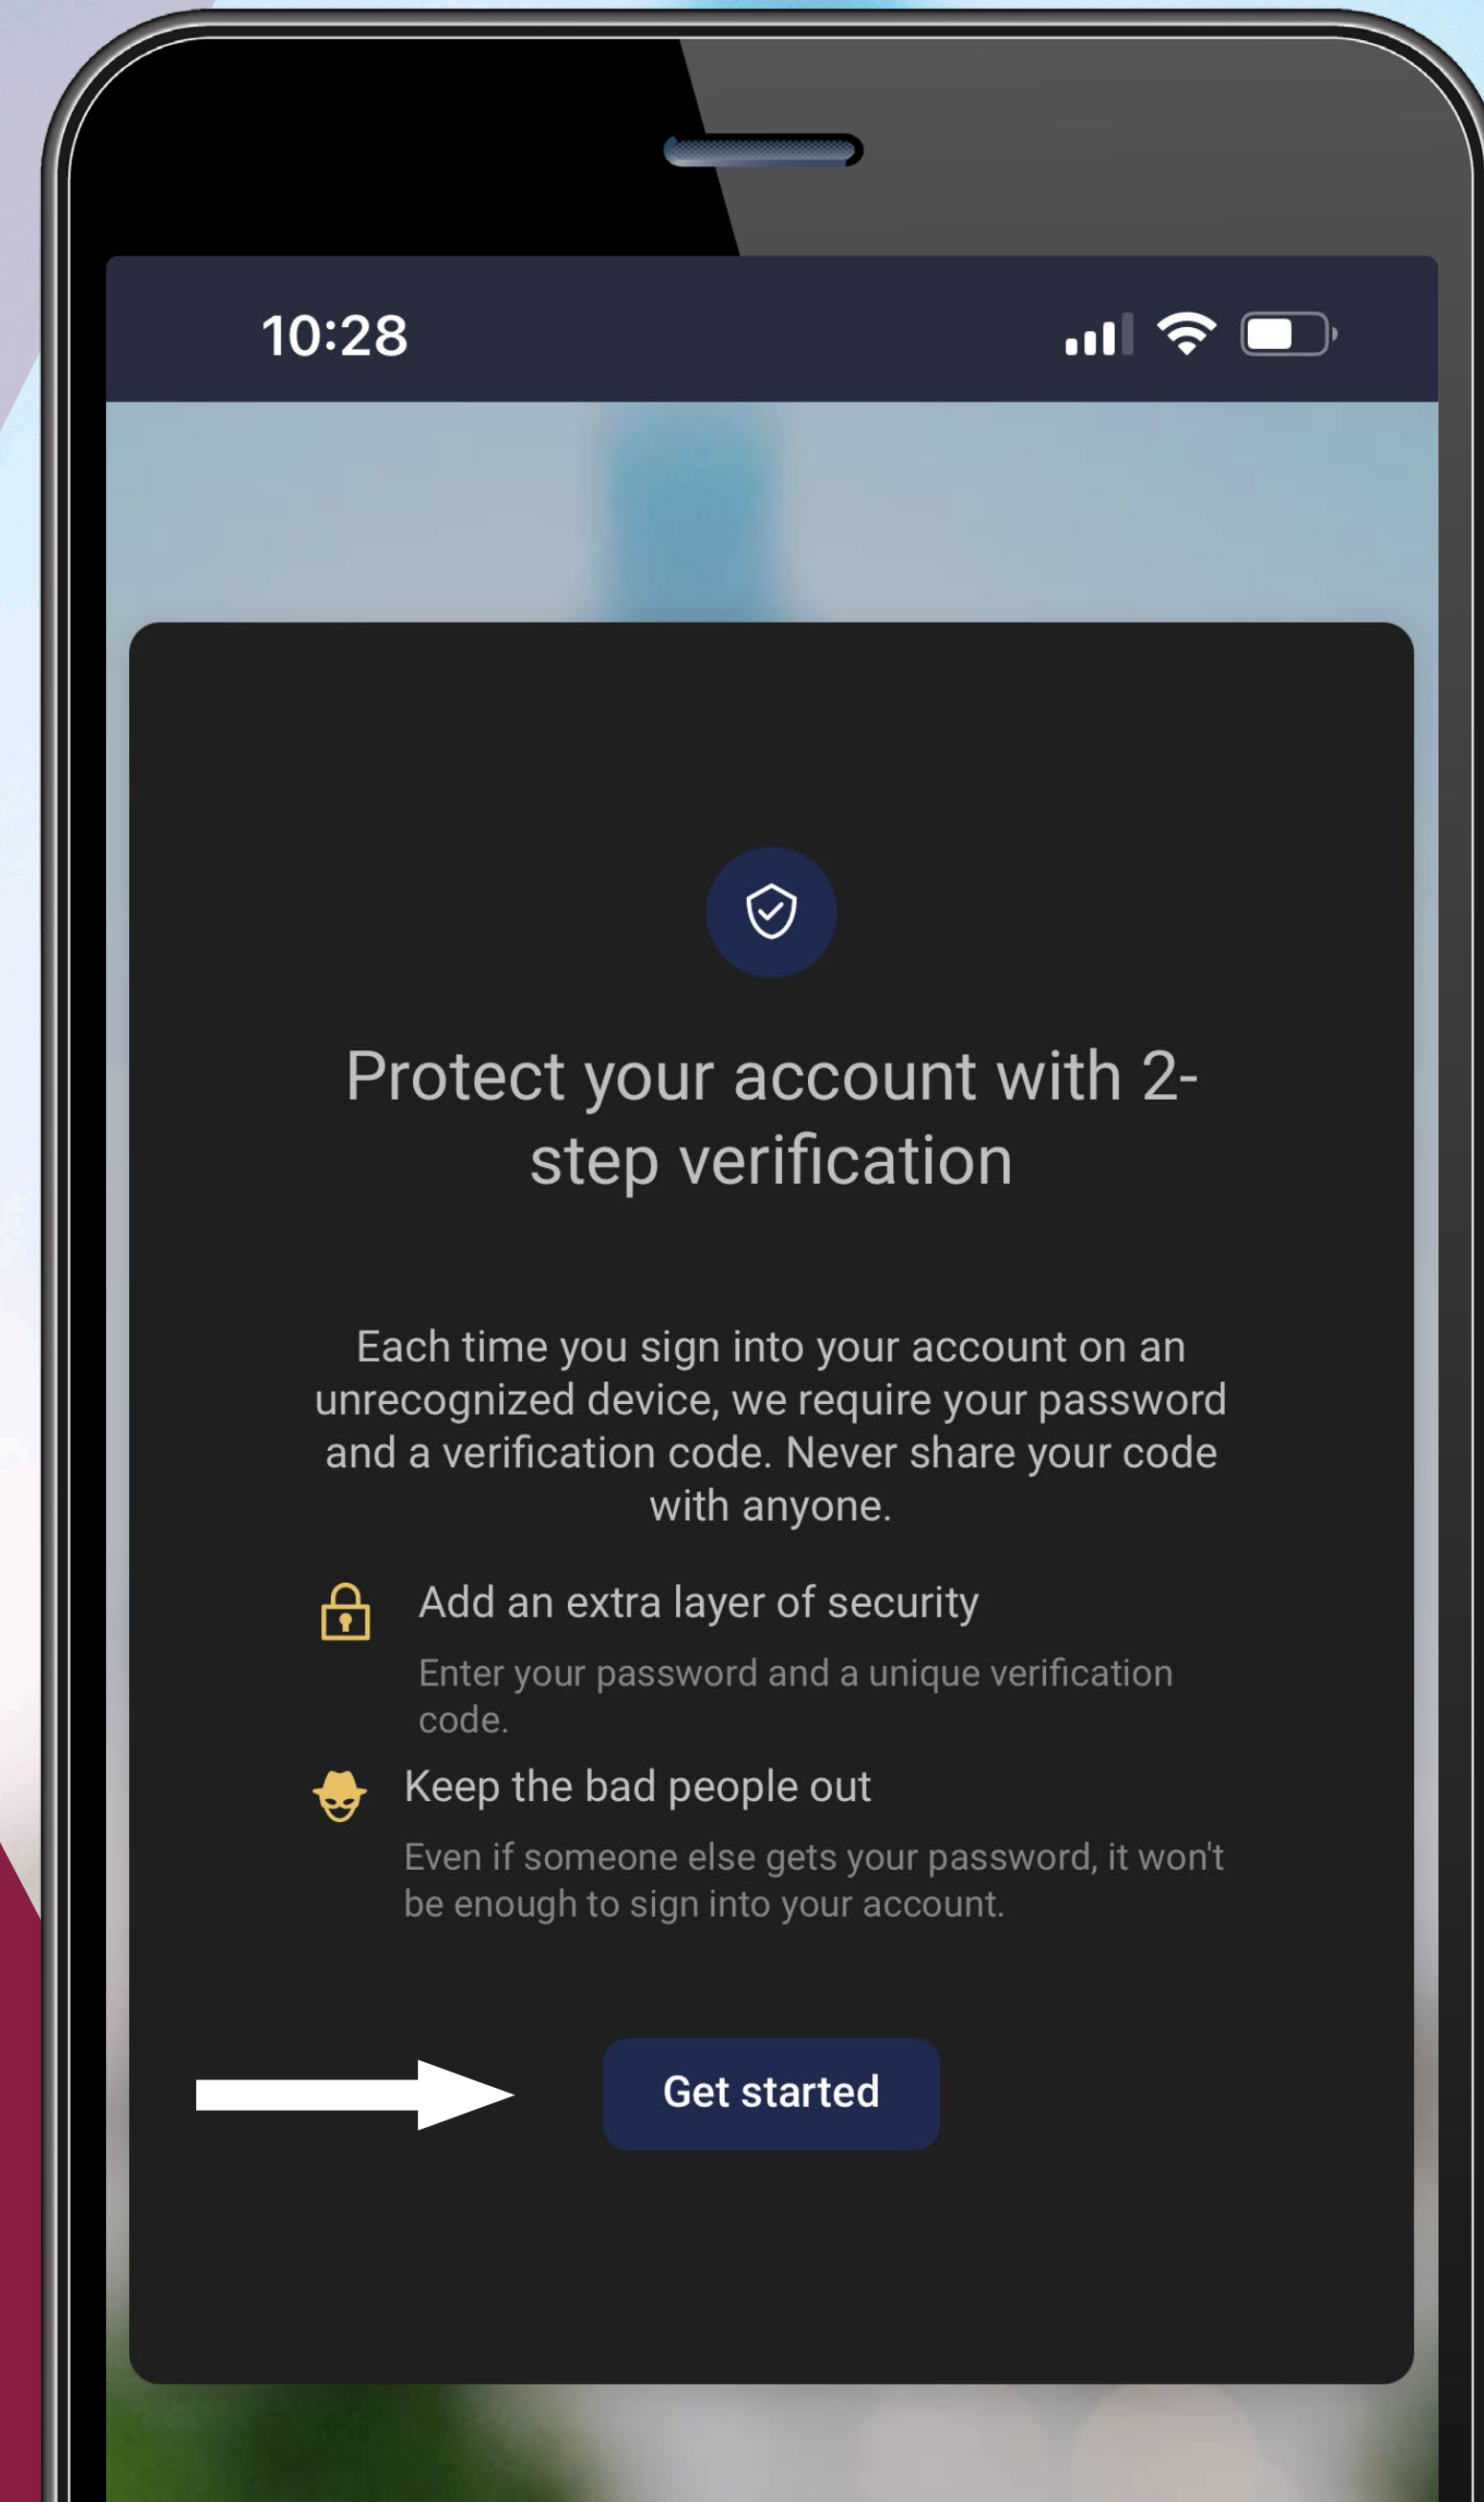 10:28
Protect your account with 2-
step verification
Each time you sign into your account on an
unrecognized device, we require your password
and a verification code. Never share your code
with anyone.
Add an extra layer of security
Enter your password and a unique verification
code.
Keep the bad people out
Even if someone else gets your password, it won't
be enough to sign into your account.
Get started